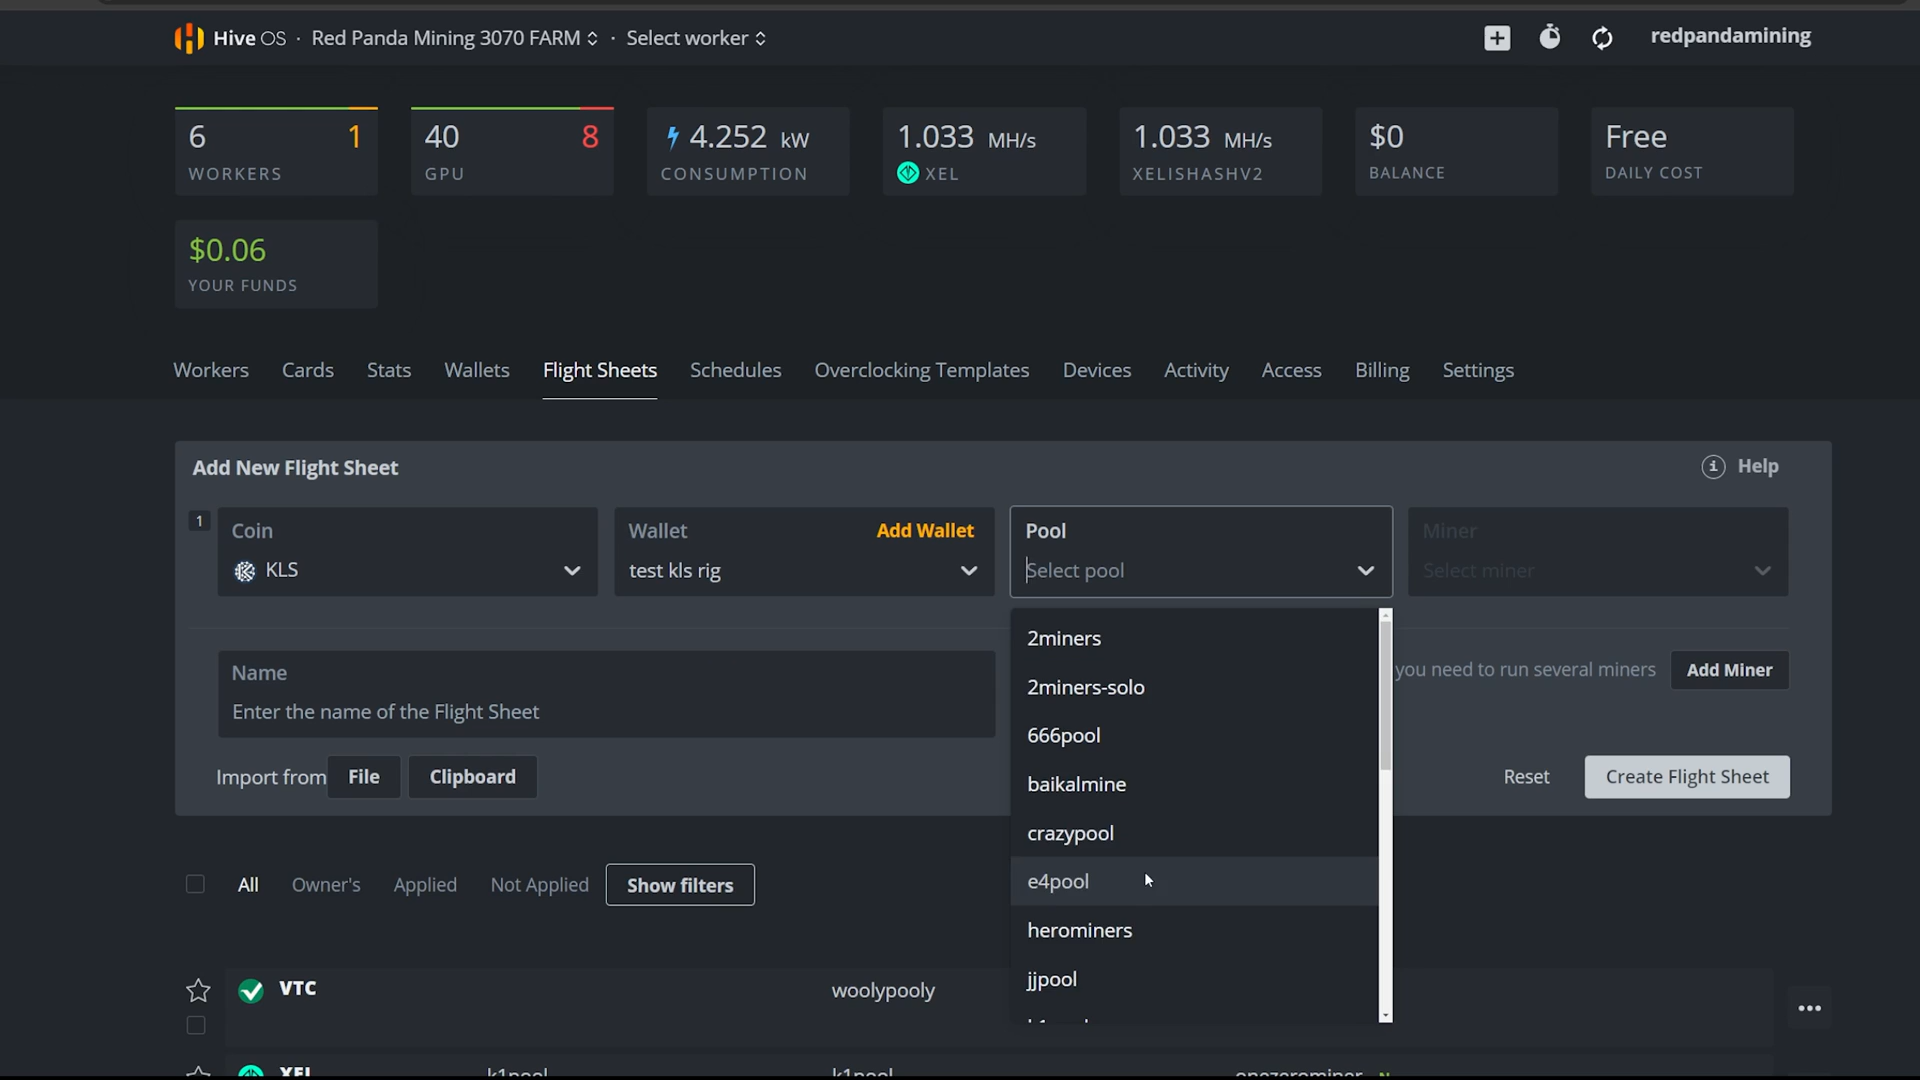 Hive OS · Red Panda Mining 3070 FARM · Select worker
redpandamining
6 1
WORKERS
40 8
GPU
4.252 kW
CONSUMPTION
1.033 MH/s
XEL
1.033 MH/s
XELISHASHV2
$0
BALANCE
Free
DAILY COST
$0.06
YOUR FUNDS
Workers Cards Stats Wallets Flight Sheets Schedules Overclocking Templates Devices Activity Access Billing Settings
Add New Flight Sheet
Help
1
Coin
KLS
Wallet Add Wallet
test kls rig
Pool
Select pool
Miner
Select miner
2miners
2miners-solo
666pool
baikalmine
crazypool
e4pool
herominers
jjpool
Name
Enter the name of the Flight Sheet
you need to run several miners Add Miner
Import from File Clipboard
Reset Create Flight Sheet
All Owner's Applied Not Applied Show filters
VTC woolypooly
XEL k1pool k1pool onezerominer